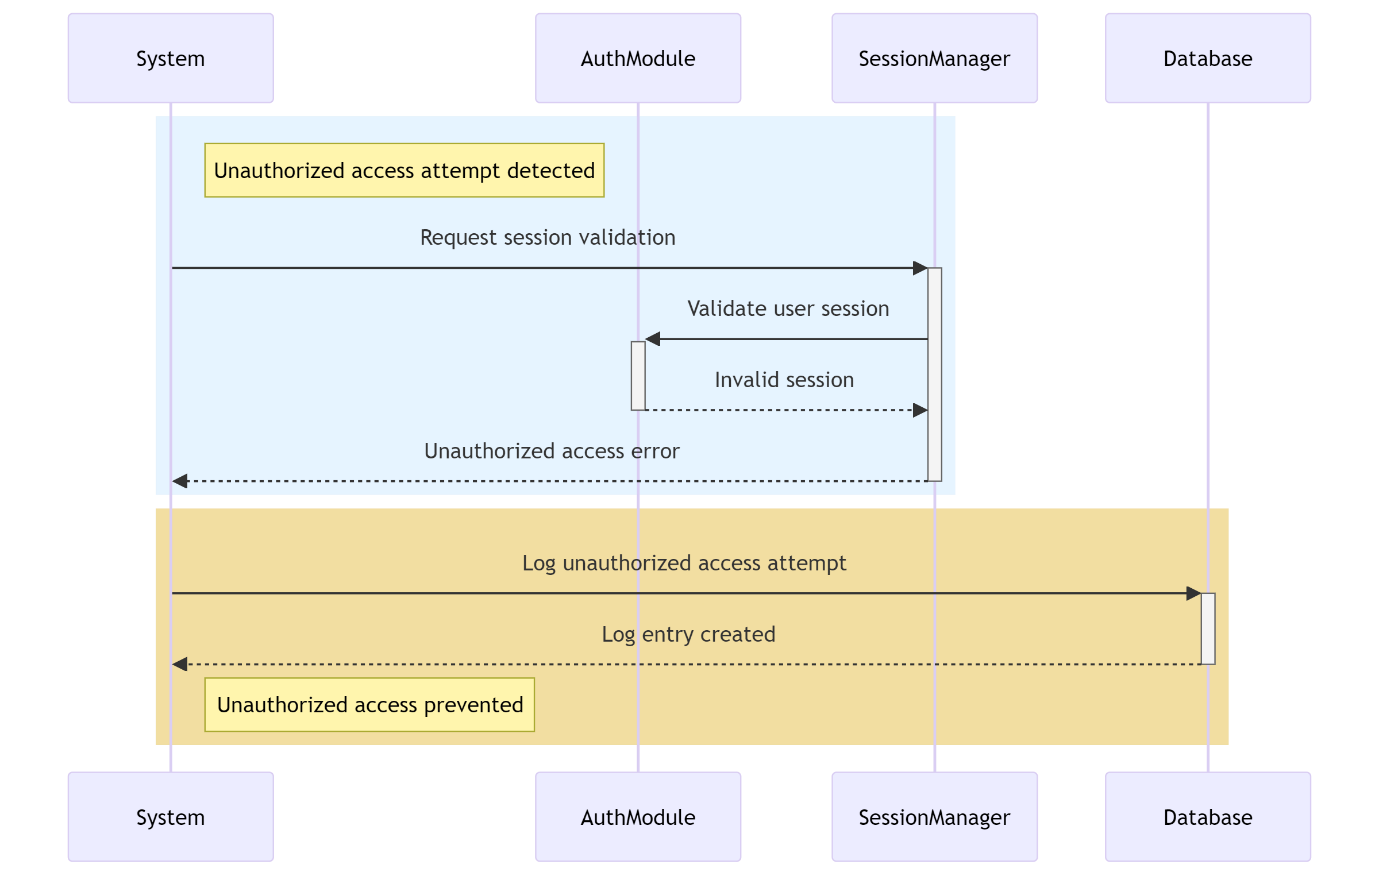 System
AuthModule
SessionManager
Database
Unauthorized access attempt detected
Request session validation
Validate user session
Invalid session
Unauthorized access error
Log unauthorized access attempt
Log entry created
Unauthorized access prevented
System
AuthModule
SessionManager
Database